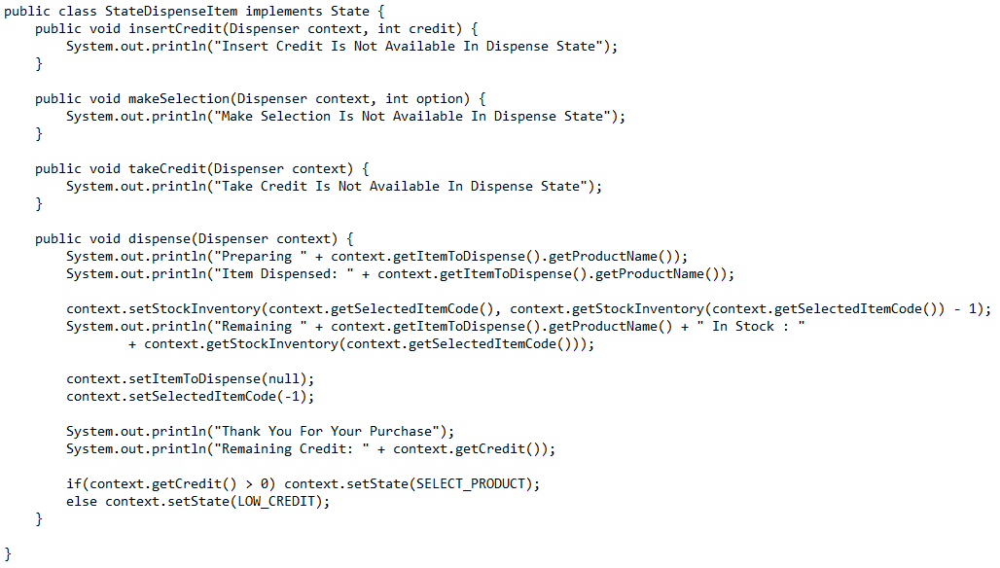 public class StateDispenseItem implements State {
    public void insertCredit(Dispenser context, int credit) {
        System.out.println("Insert Credit Is Not Available In Dispense State");
    }

    public void makeSelection(Dispenser context, int option) {
        System.out.println("Make Selection Is Not Available In Dispense State");
    }

    public void takeCredit(Dispenser context) {
        System.out.println("Take Credit Is Not Available In Dispense State");
    }

    public void dispense(Dispenser context) {
        System.out.println("Preparing " + context.getItemToDispense().getProductName());
        System.out.println("Item Dispensed: " + context.getItemToDispense().getProductName());

        context.setStockInventory(context.getSelectedItemCode(), context.getStockInventory(context.getSelectedItemCode()) - 1);
        System.out.println("Remaining " + context.getItemToDispense().getProductName() + " In Stock : "
                + context.getStockInventory(context.getSelectedItemCode()));

        context.setItemToDispense(null);
        context.setSelectedItemCode(-1);

        System.out.println("Thank You For Your Purchase");
        System.out.println("Remaining Credit: " + context.getCredit());

        if(context.getCredit() > 0) context.setState(SELECT_PRODUCT);
        else context.setState(LOW_CREDIT);
    }

}